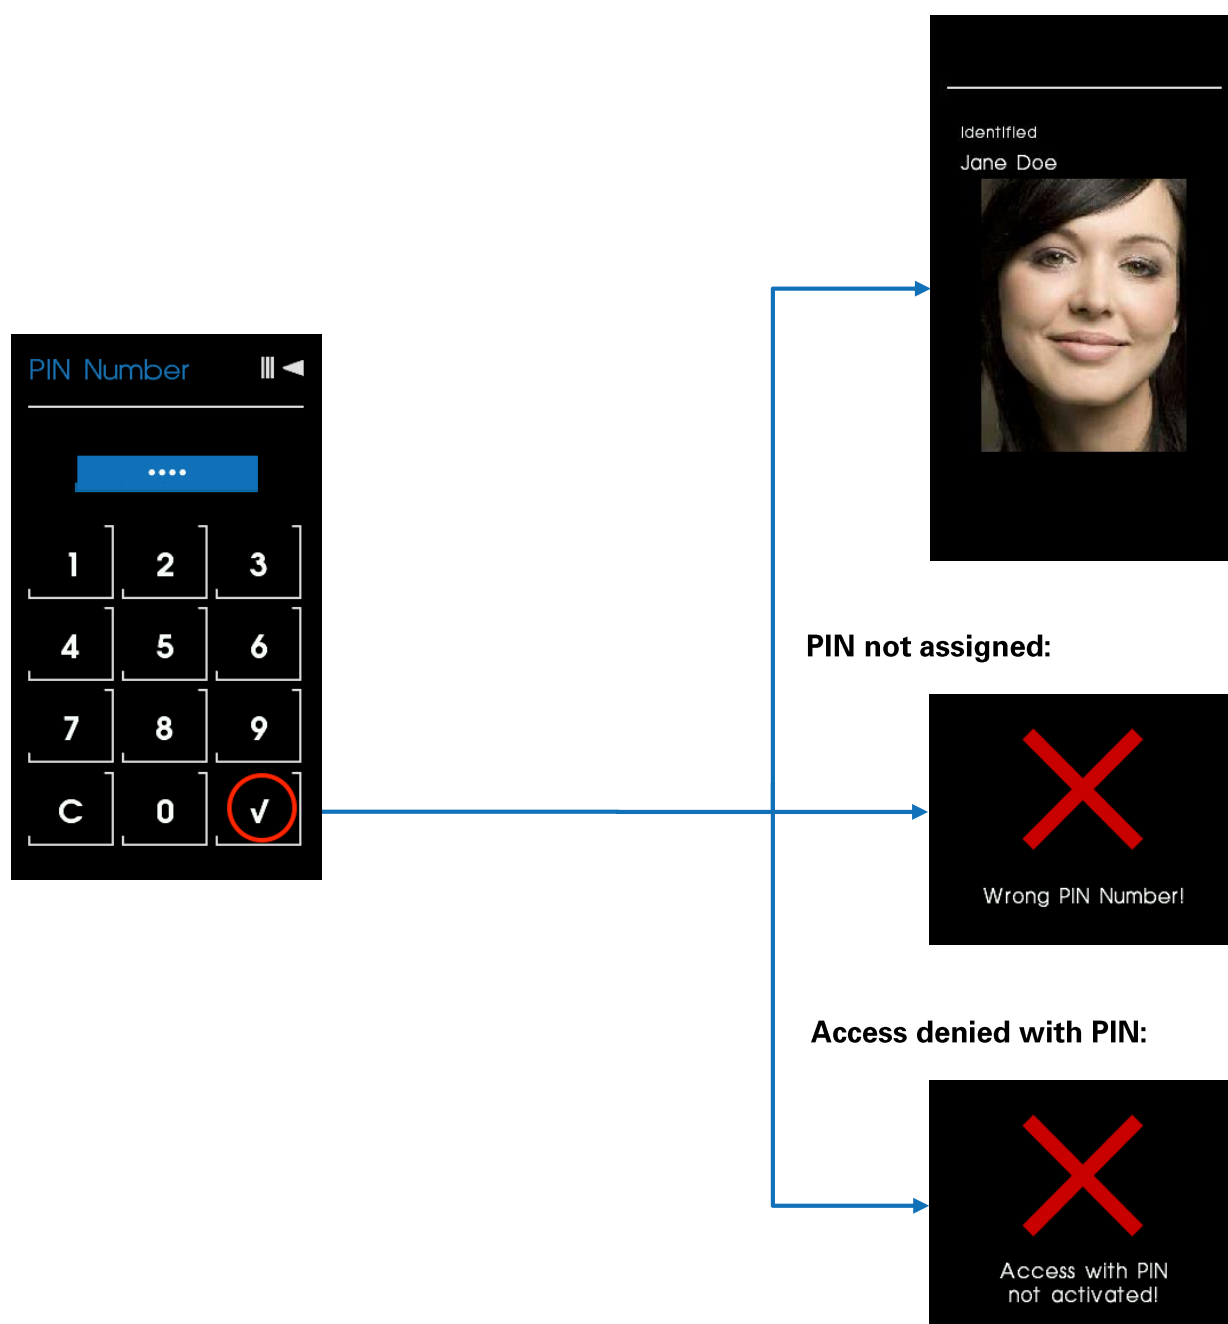 Identified
Jane Doe
PIN Number
••••
1 2 3
4 5 6
7 8 9
C 0 √
PIN not assigned:
Wrong PIN Number!
Access denied with PIN:
Access with PIN
not activated!